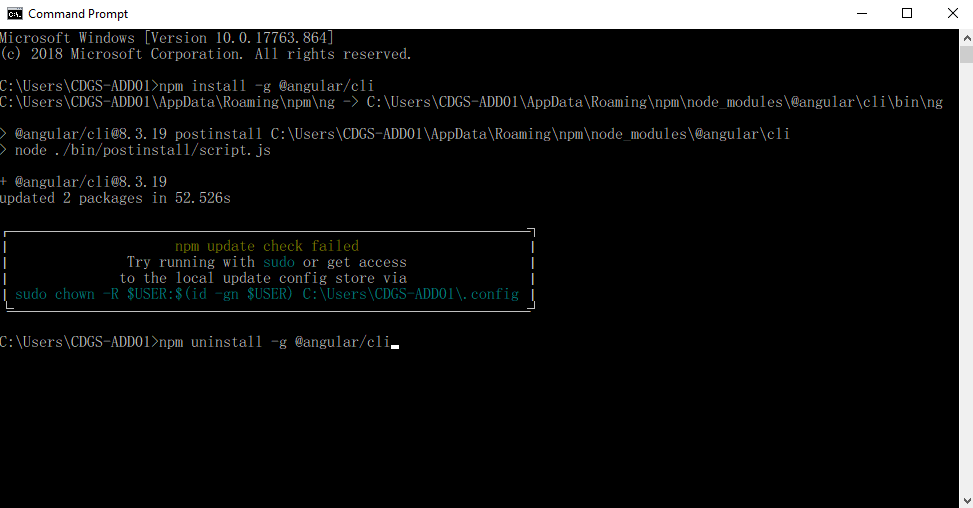 Command Prompt
Microsoft Windows [Version 10.0.17763.864]
(c) 2018 Microsoft Corporation. All rights reserved.
C:\Users\CDGS-ADD01>npm install -g @angular/cli
C:\Users\CDGS-ADD01\AppData\Roaming\npm\ng -> C:\Users\CDGS-ADD01\AppData\Roaming\npm\node_modules\@angular\cli\bin\ng
> @angular/cli@8.3.19 postinstall C:\Users\CDGS-ADD01\AppData\Roaming\npm\node_modules\@angular\cli
> node ./bin/postinstall/script.js
+ @angular/cli@8.3.19
updated 2 packages in 52.526s
npm update check failed
Try running with sudo or get access
to the local update config store via
sudo chown -R $USER:$(id -gn $USER) C:\Users\CDGS-ADD01\.config
C:\Users\CDGS-ADD01>npm uninstall -g @angular/cli